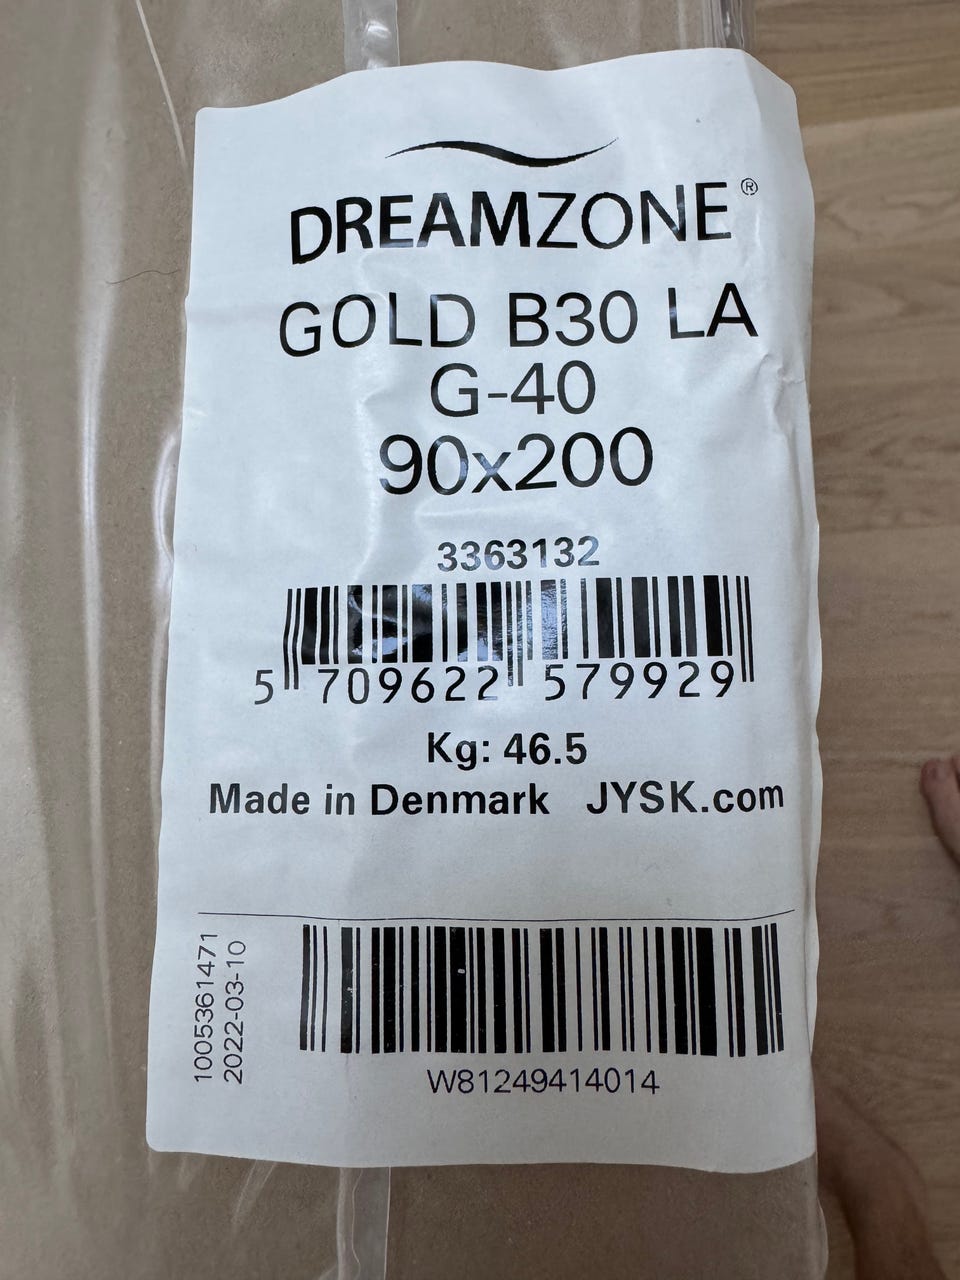 DREAMZONE®
GOLD B30 LA
G-40
90x200
3363132
5 709622 579929
Kg: 46.5
Made in Denmark JYSK.com
1005361471
2022-03-10
W81249414014